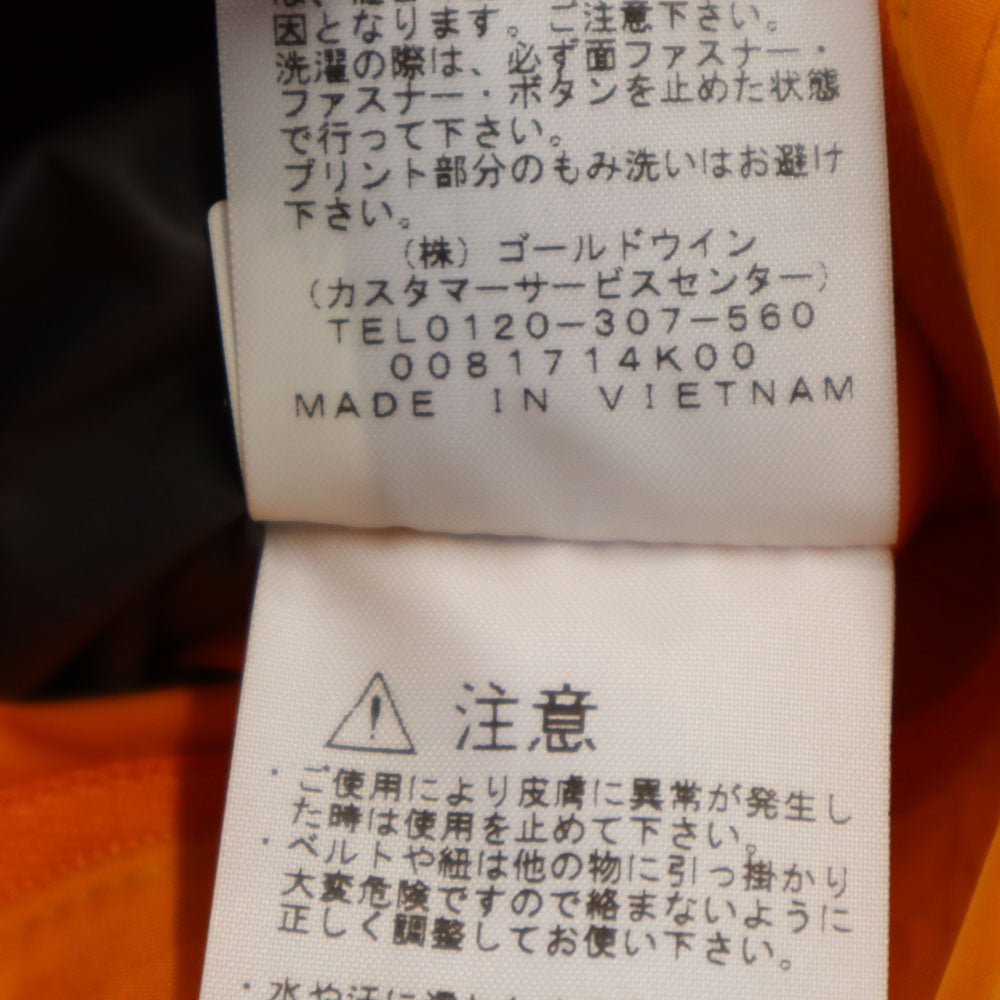 因となります。ご注意下さい。
洗濯の際は、必ず面ファスナー・
ファスナー・ボタンを止めた状態
で行って下さい。
プリント部分のもみ洗いはお避け
下さい。
(株)ゴールドウイン
(カスタマーサービスセンター)
TEL0120-307-560
0081714K00
MADE IN VIETNAM
注意
・ご使用により皮膚に異常が発生し
た時は使用を止めて下さい。
・ベルトや紐は他の物に引っ掛かり
大変危険ですので絡まないように
正しく調整してお使い下さい。
・水や汗に